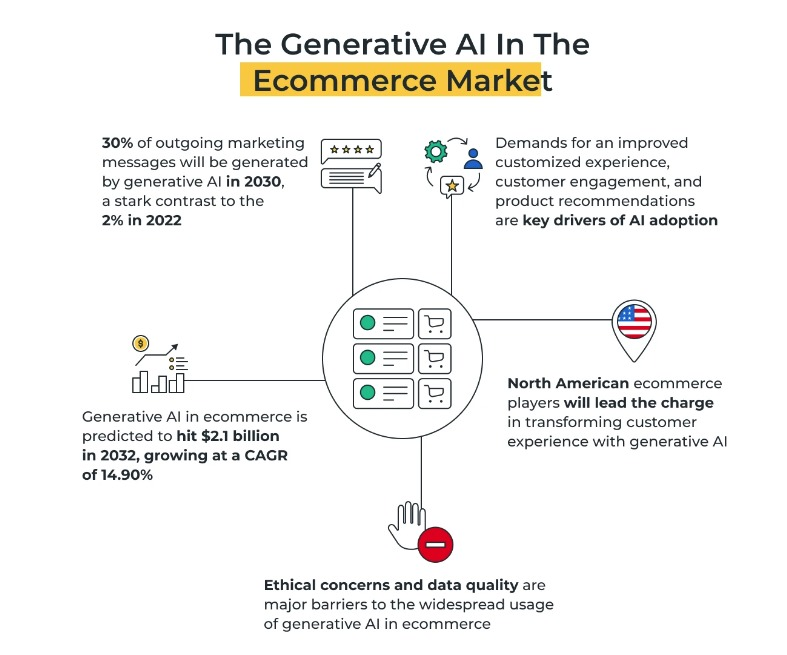 The Generative AI In The
Ecommerce Market
30% of outgoing marketing
messages will be generated
by generative AI in 2030,
a stark contrast to the
2% in 2022
Demands for an improved
customized experience,
customer engagement, and
product recommendations
are key drivers of AI adoption
$
Generative AI in ecommerce is
predicted to hit $2.1 billion
in 2032, growing at a CAGR
of 14.90%
North American ecommerce
players will lead the charge
in transforming customer
experience with generative AI
Ethical concerns and data quality are
major barriers to the widespread usage
of generative AI in ecommerce